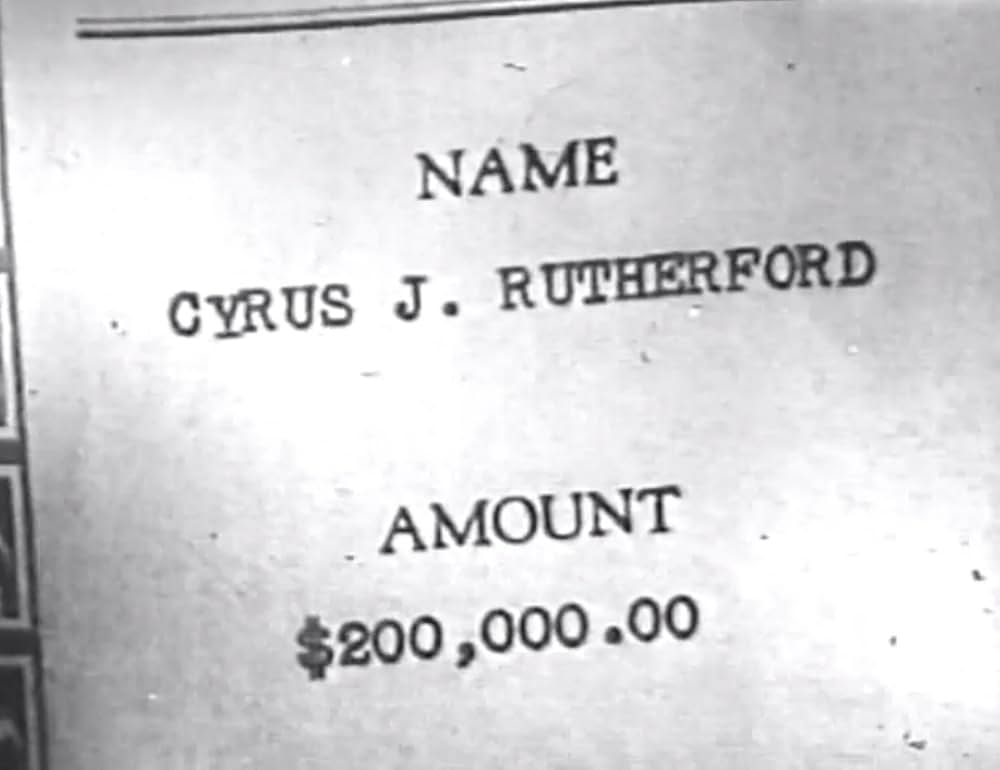 NAME
CYRUS J. RUTHERFORD
AMOUNT
$200,000.00